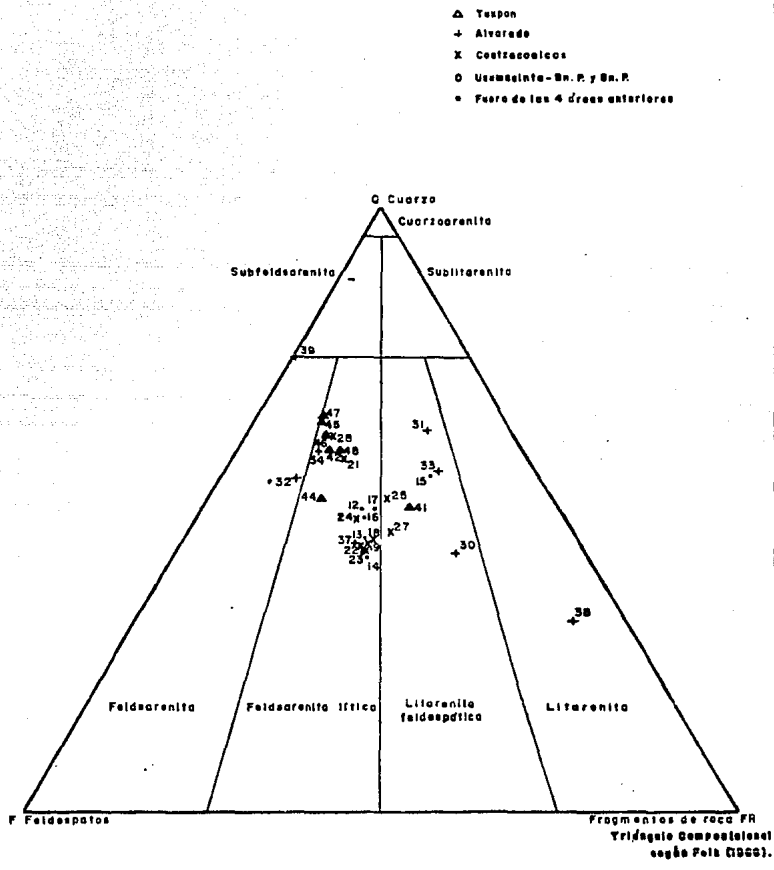 △ Tuxpan
+ Alvarado
x Coatzacoalcos
o Usumacinta-Sn. P. y Sn. P.
• Fuera de las 4 áreas anteriores
Q Cuarzo
Cuarzoarenita
Subfeldsarenita
Sublitarenita
39
47
45
31
28
34
42
48
21
33
32
15
44
17
26
12
41
24
16
27
13
18
37
30
22
9
23
14
38
Feldsarenita
Feldsarenita lítica
Litarenita feldespática
Litarenita
F Feldespatos
Fragmentos de roca FR
Triángulo Composicional
según Folk (1966).